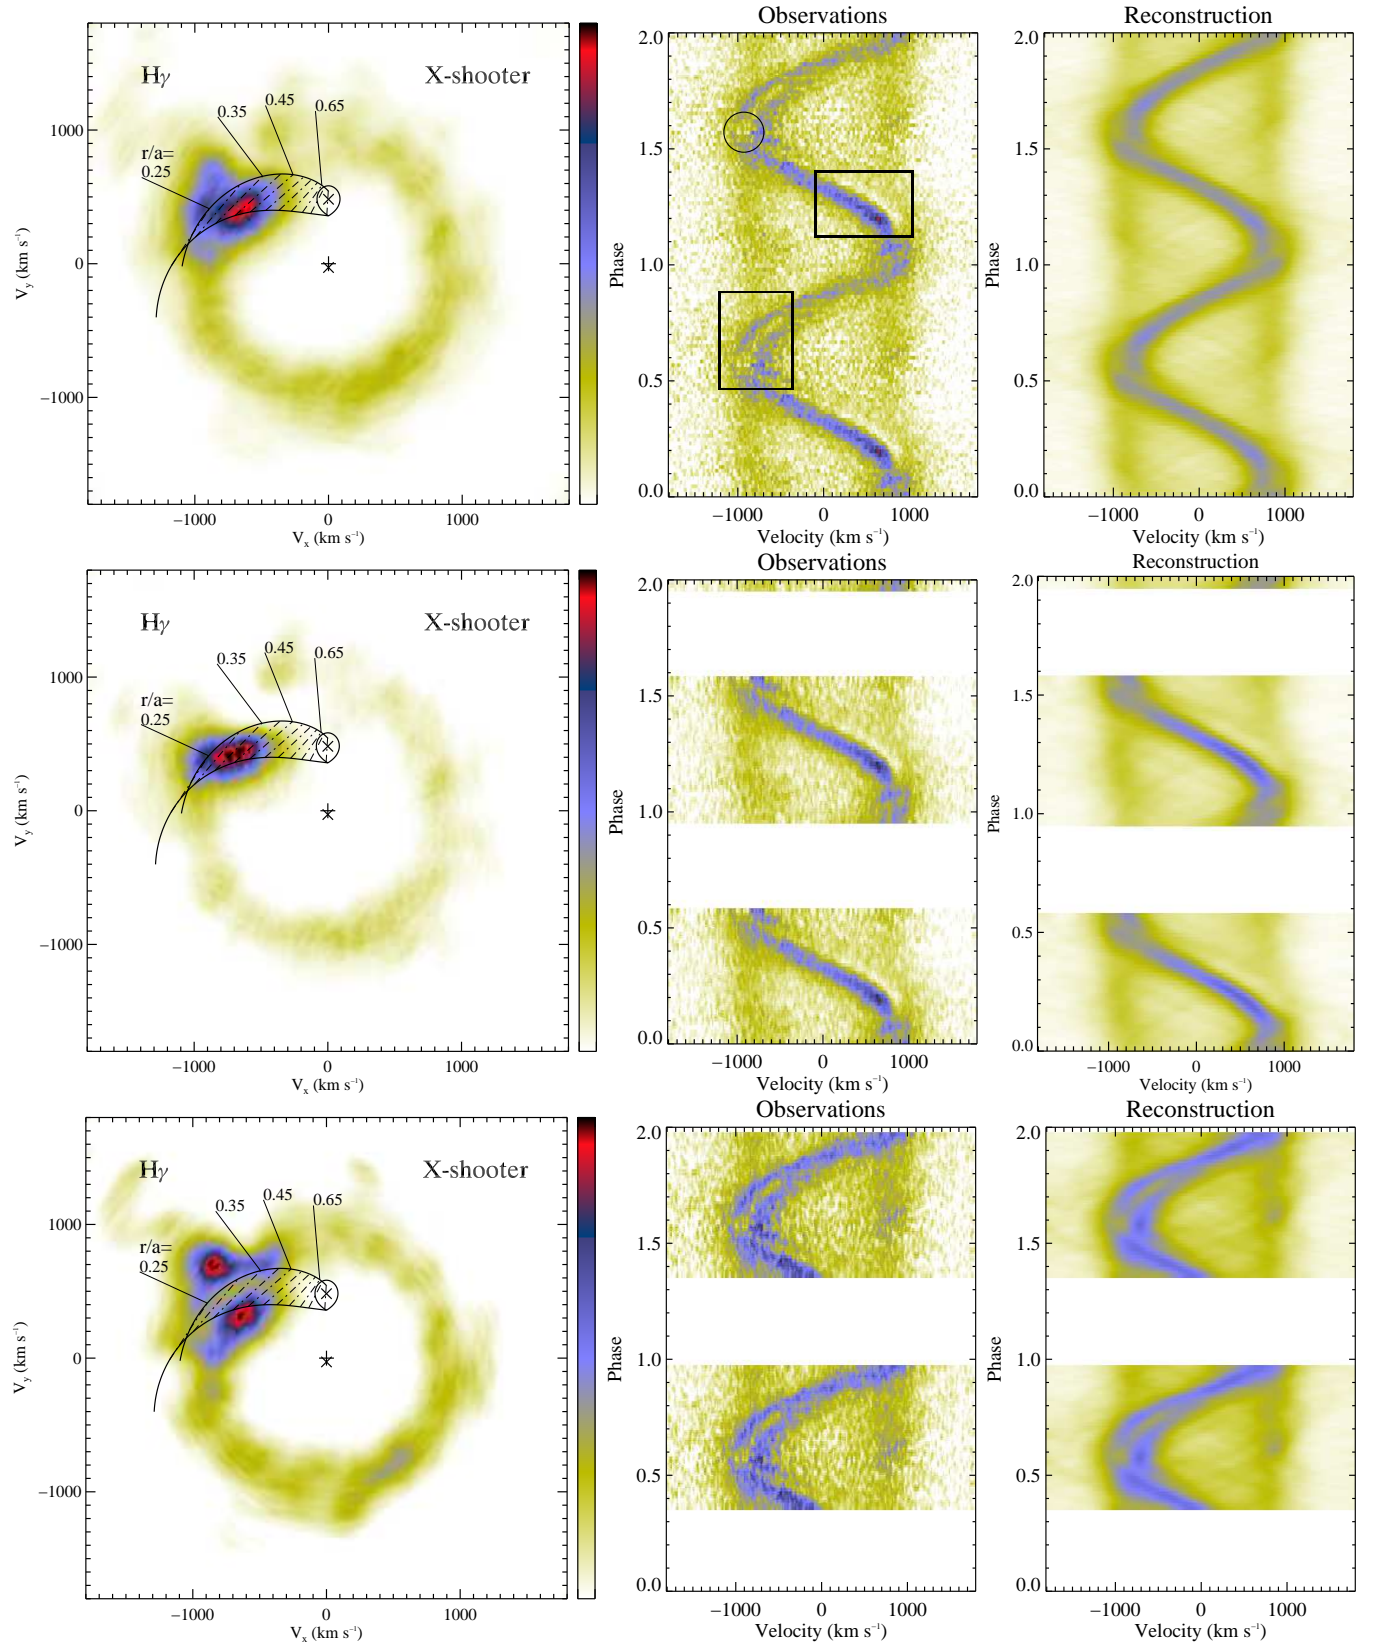 Observations
Reconstruction
Hγ
X-shooter
0.35
0.45
0.65
r/a=
0.25
1000
0
−1000
V_y (km s⁻¹)
−1000
0
1000
V_x (km s⁻¹)
2.0
1.5
1.0
0.5
0.0
Phase
−1000
0
1000
Velocity (km s⁻¹)
2.0
1.5
1.0
0.5
0.0
Phase
−1000
0
1000
Velocity (km s⁻¹)
Observations
Reconstruction
Hγ
X-shooter
0.35
0.45
0.65
r/a=
0.25
1000
0
−1000
V_y (km s⁻¹)
−1000
0
1000
V_x (km s⁻¹)
2.0
1.5
1.0
0.5
0.0
Phase
−1000
0
1000
Velocity (km s⁻¹)
2.0
1.5
1.0
0.5
0.0
Phase
−1000
0
1000
Velocity (km s⁻¹)
Observations
Reconstruction
Hγ
X-shooter
0.35
0.45
0.65
r/a=
0.25
1000
0
−1000
V_y (km s⁻¹)
−1000
0
1000
V_x (km s⁻¹)
2.0
1.5
1.0
0.5
0.0
Phase
−1000
0
1000
Velocity (km s⁻¹)
2.0
1.5
1.0
0.5
0.0
Phase
−1000
0
1000
Velocity (km s⁻¹)